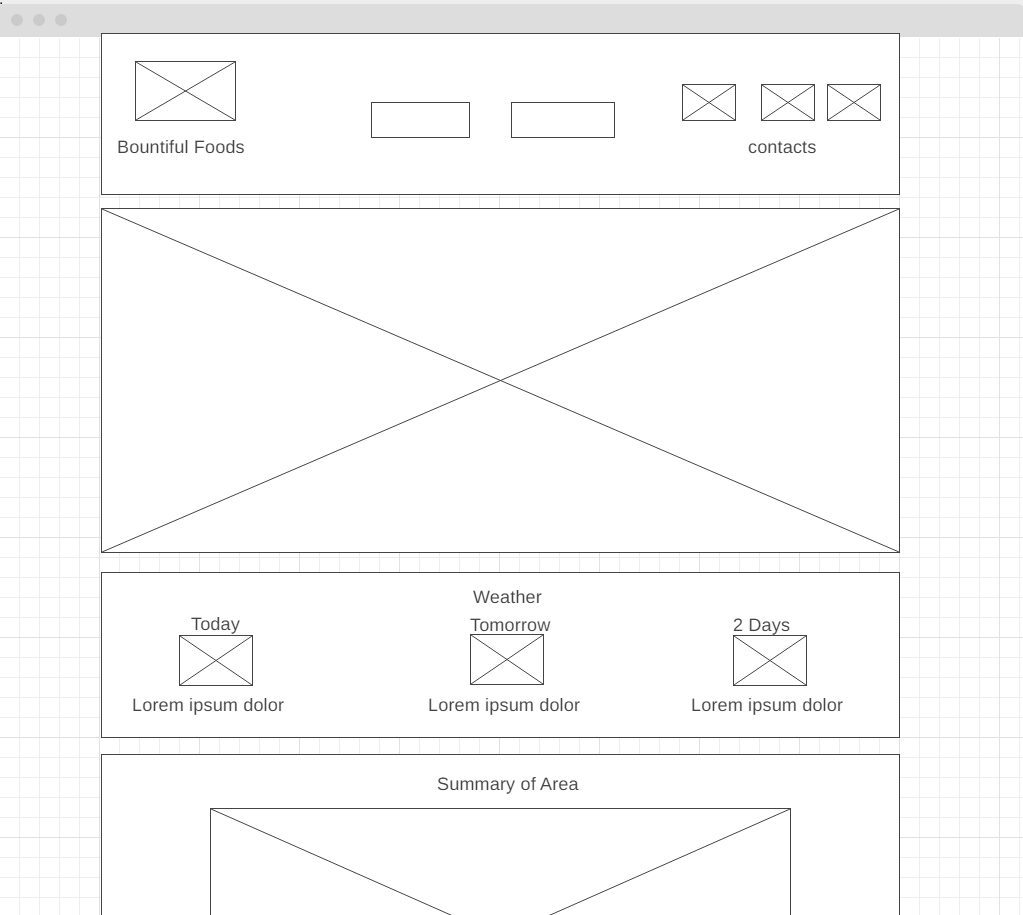 Bountiful Foods
contacts
Weather
Today
Tomorrow
2 Days
Lorem ipsum dolor
Lorem ipsum dolor
Lorem ipsum dolor
Summary of Area